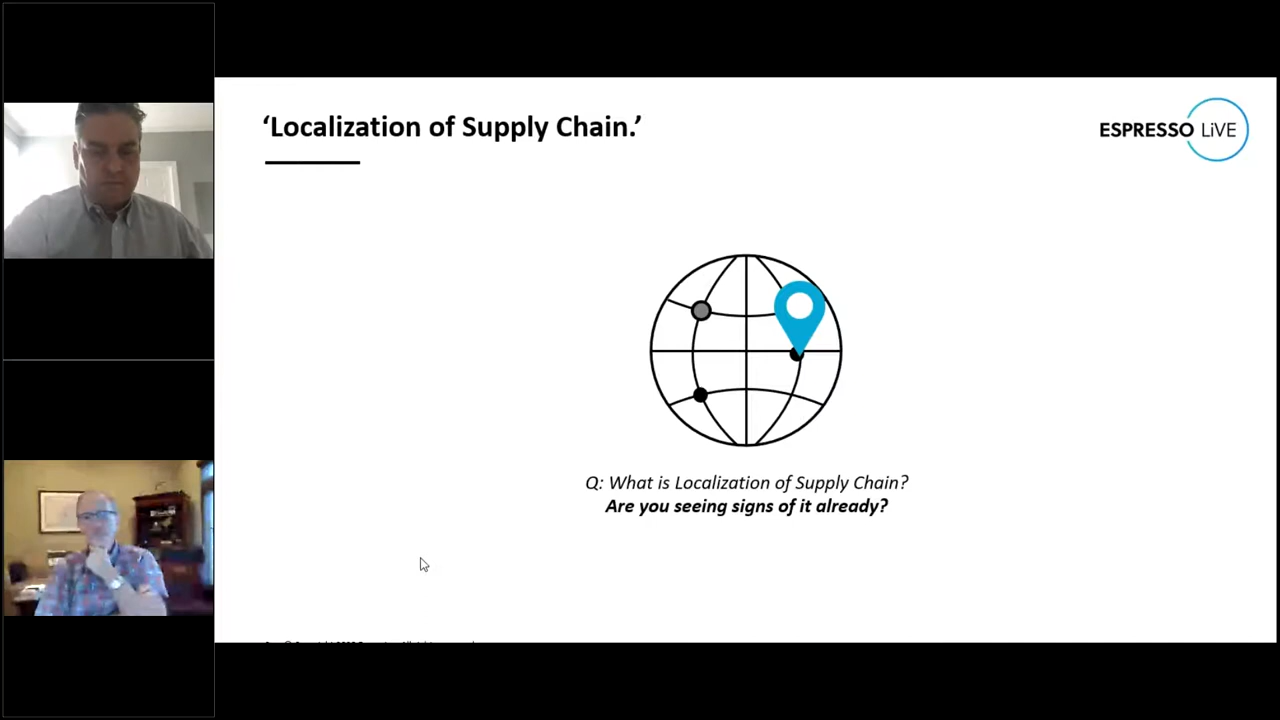 ‘Localization of Supply Chain.’
ESPRESSO LiVE
Q: What is Localization of Supply Chain?
Are you seeing signs of it already?